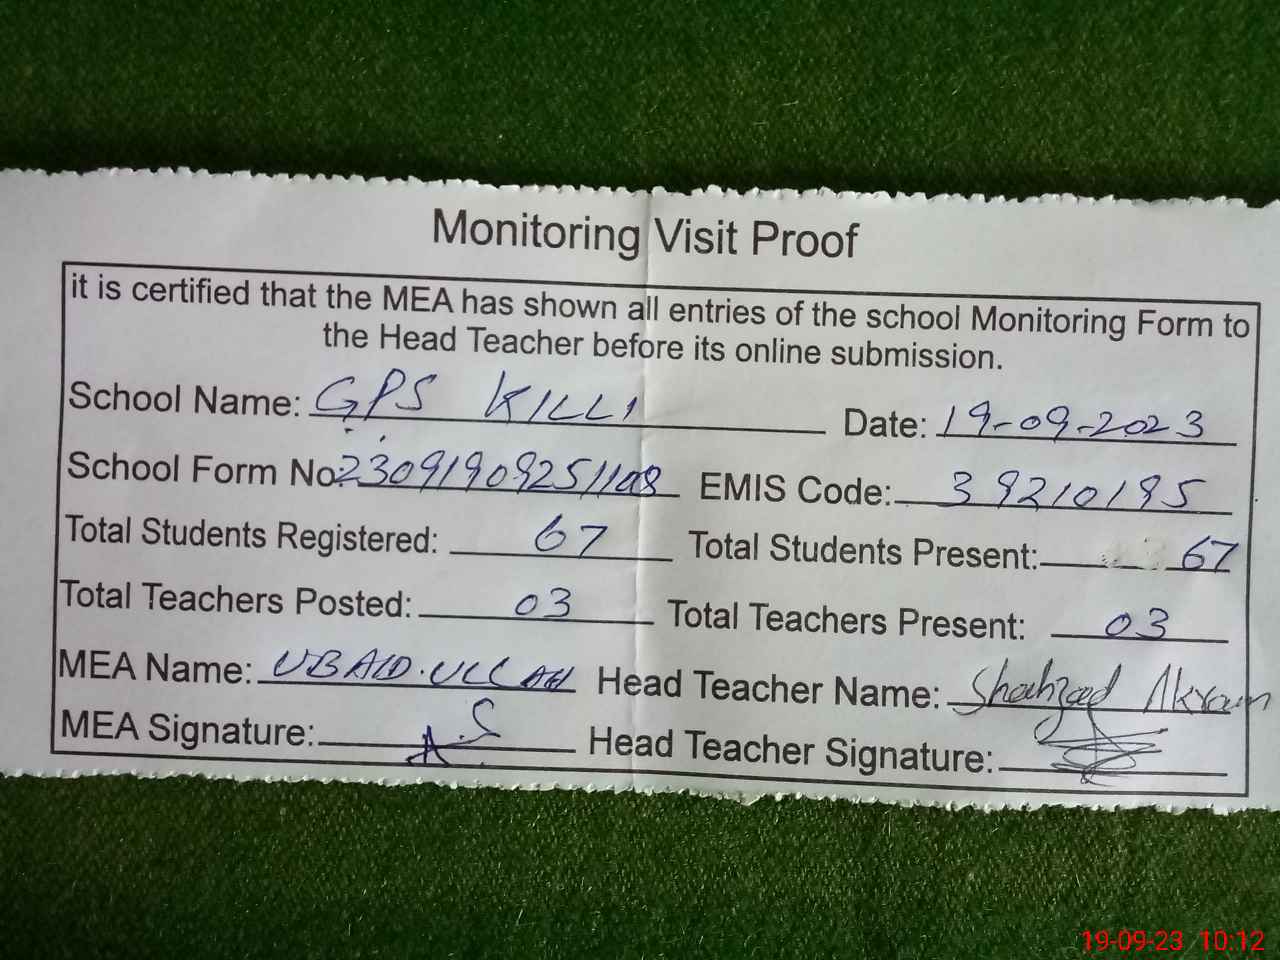 Monitoring Visit Proof
it is certified that the MEA has shown all entries of the school Monitoring Form to
the Head Teacher before its online submission.
School Name: GPS KILLI Date: 19-09-2023
School Form No: EMIS Code: 39210195
Total Students Registered: 67 Total Students Present: 67
Total Teachers Posted: 03 Total Teachers Present: 03
MEA Name: UBAID.ULLAH Head Teacher Name: Shahzad Akram
MEA Signature: Head Teacher Signature:
19-09-23 10:12